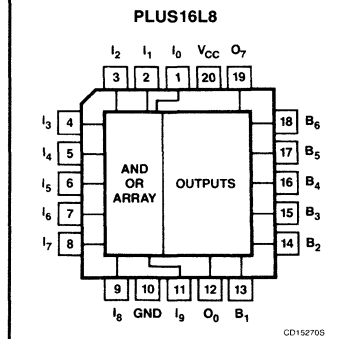 PLUS16L8
I2 I1 I0 VCC O7
3 2 1 20 19
I3 4 18 B6
I4 5 17 B5
I5 6 16 B4
I6 7 15 B3
I7 8 14 B2
AND
OR
ARRAY
OUTPUTS
9 10 11 12 13
I8 GND I9 O0 B1
CD15270S